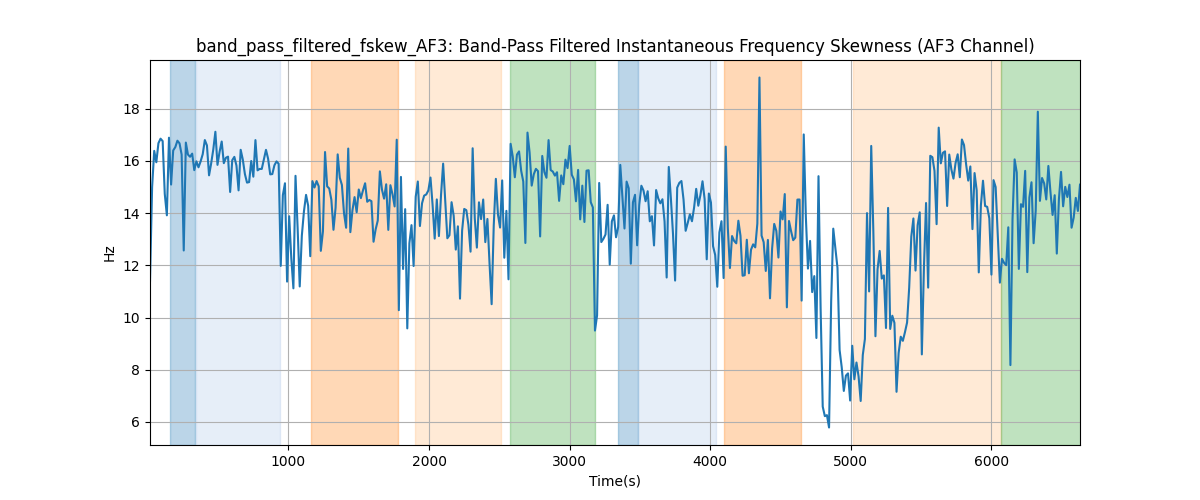 band_pass_filtered_fskew_AF3: Band-Pass Filtered Instantaneous Frequency Skewness (AF3 Channel)
18
16
14
12
10
8
6
Hz
1000 2000 3000 4000 5000 6000
Time(s)